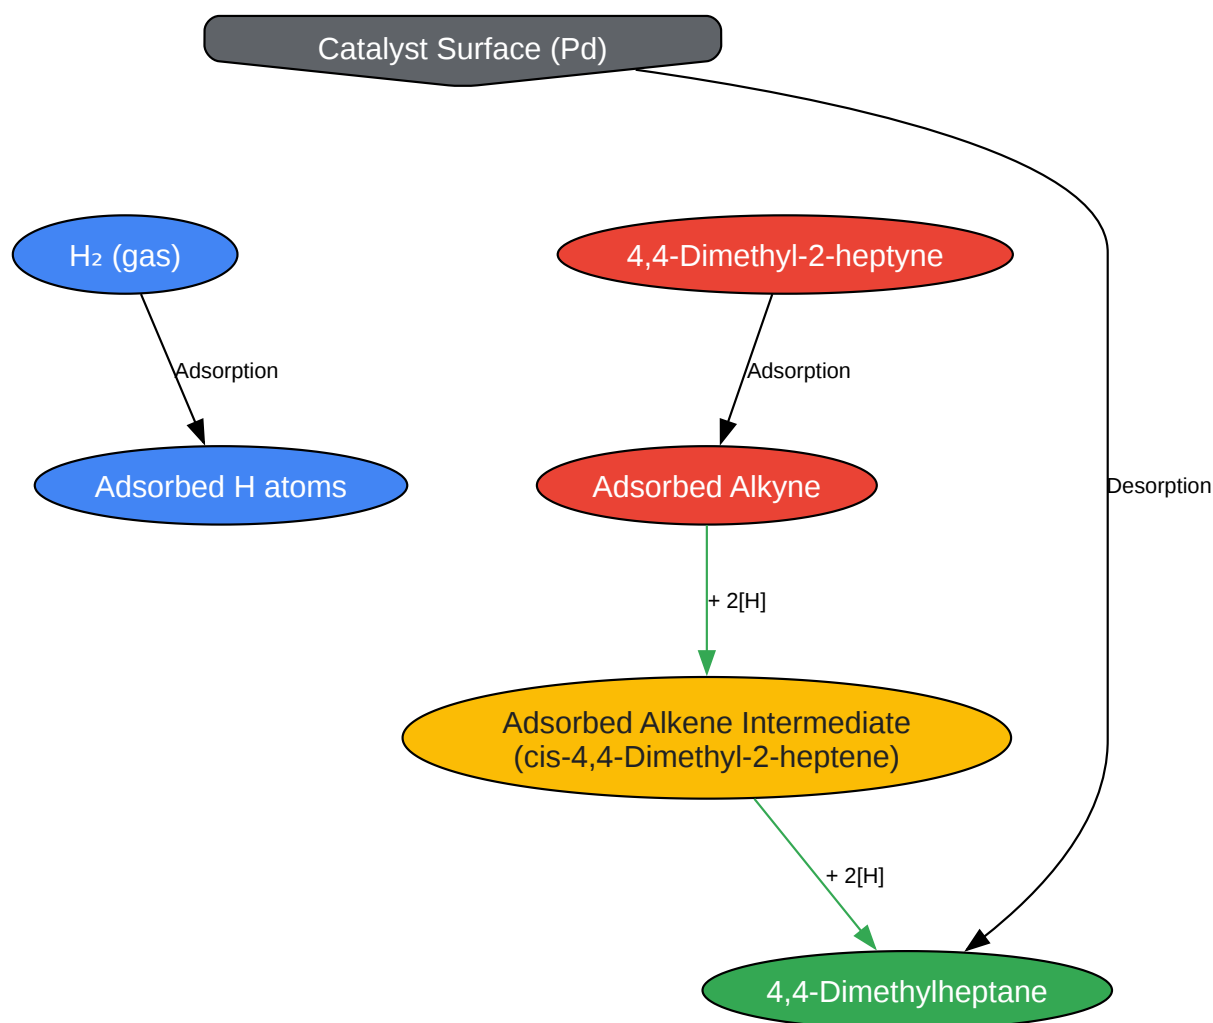 Catalyst Surface (Pd)
H₂ (gas)
4,4-Dimethyl-2-heptyne
Adsorption
Adsorption
Adsorbed H atoms
Adsorbed Alkyne
Desorption
+ 2[H]
Adsorbed Alkene Intermediate
(cis-4,4-Dimethyl-2-heptene)
+ 2[H]
4,4-Dimethylheptane